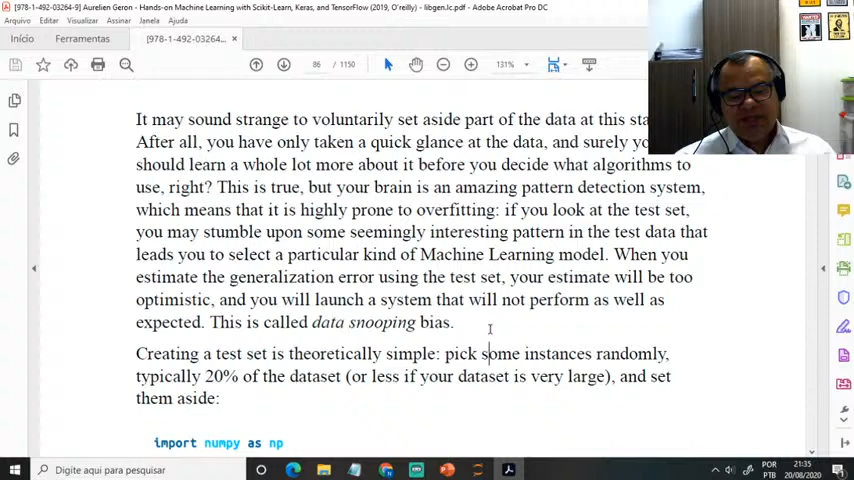 [978-1-492-03264-9] Aurelien Geron - Hands-on Machine Learning with Scikit-Learn, Keras, and TensorFlow (2019, O'reilly) - libgen.lc.pdf - Adobe Acrobat Pro DC
Arquivo Editar Visualizar Assinar Janela Ajuda
Início Ferramentas [978-1-492-03264... ×
86 / 1150 131%
It may sound strange to voluntarily set aside part of the data at this sta
After all, you have only taken a quick glance at the data, and surely yo
should learn a whole lot more about it before you decide what algorithms to
use, right? This is true, but your brain is an amazing pattern detection system,
which means that it is highly prone to overfitting: if you look at the test set,
you may stumble upon some seemingly interesting pattern in the test data that
leads you to select a particular kind of Machine Learning model. When you
estimate the generalization error using the test set, your estimate will be too
optimistic, and you will launch a system that will not perform as well as
expected. This is called data snooping bias.
Creating a test set is theoretically simple: pick some instances randomly,
typically 20% of the dataset (or less if your dataset is very large), and set
them aside:
import numpy as np
Digite aqui para pesquisar
POR
PTB
21:35
20/08/2020